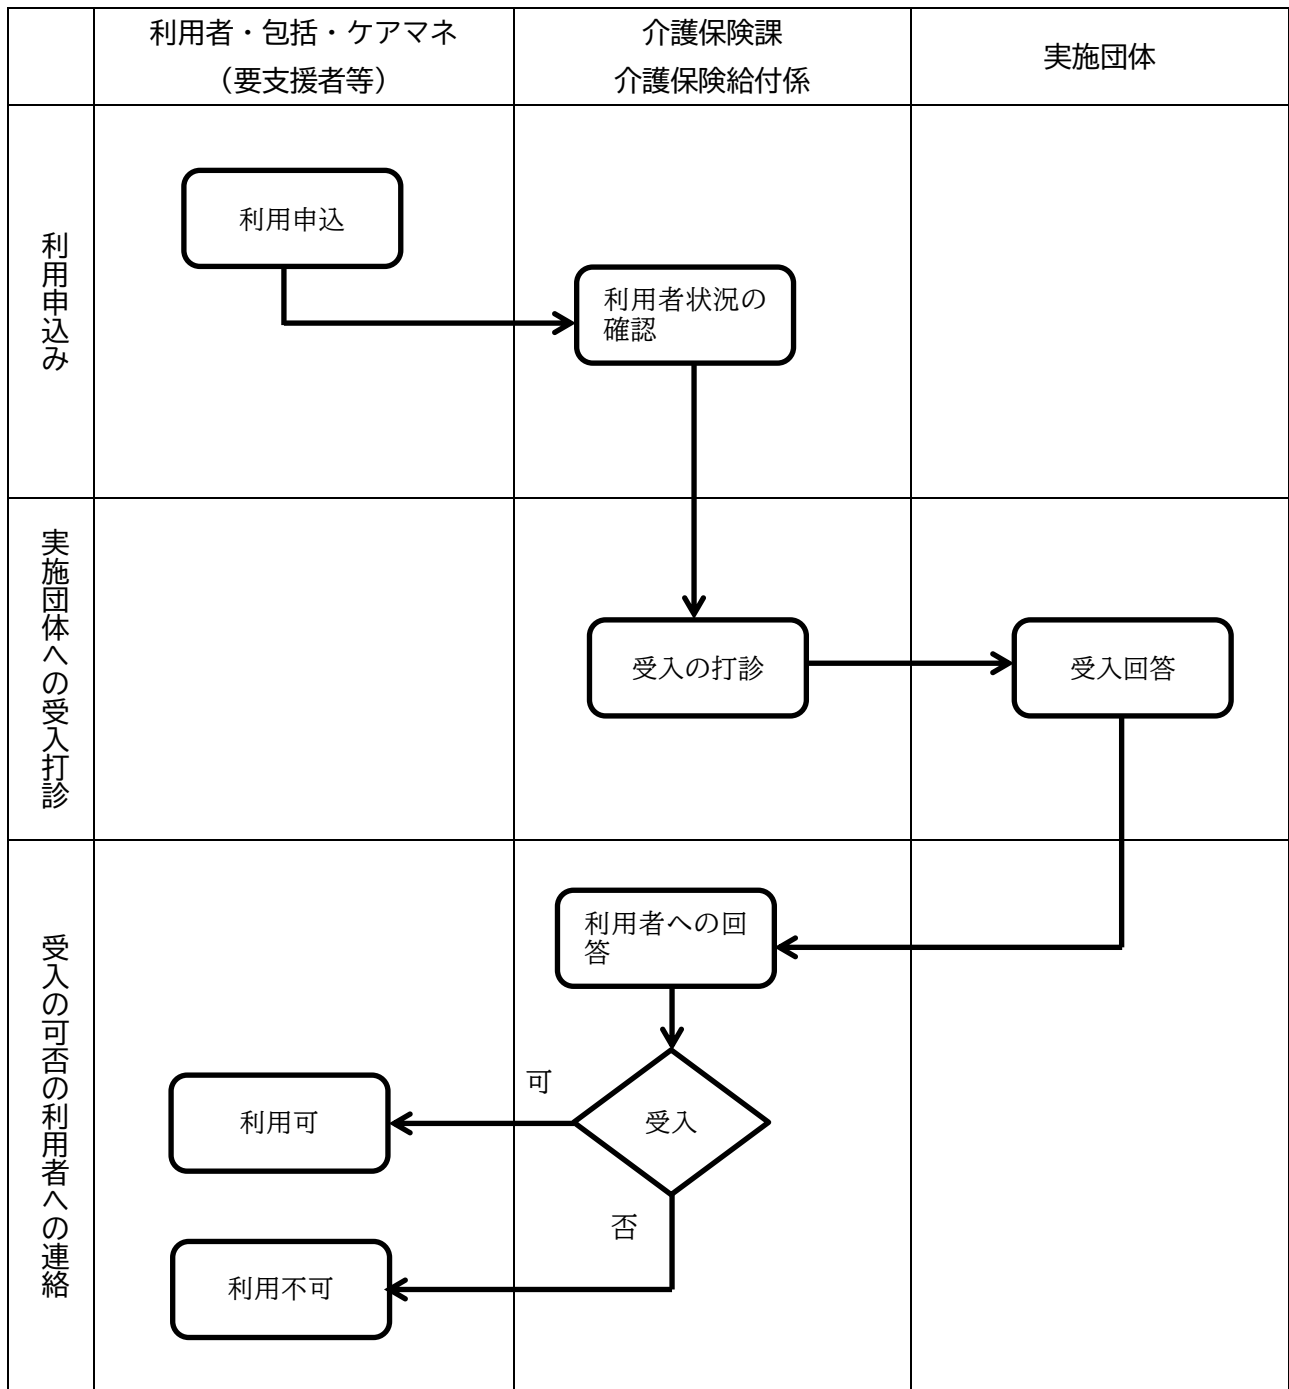 利用者・包括・ケアマネ
（要支援者等）
介護保険課
介護保険給付係
実施団体
利用申込み
利用申込
利用者状況の
確認
実施団体への受入打診
受入の打診
受入回答
受入の可否の利用者への連絡
利用者への回
答
可
利用可
受入
否
利用不可